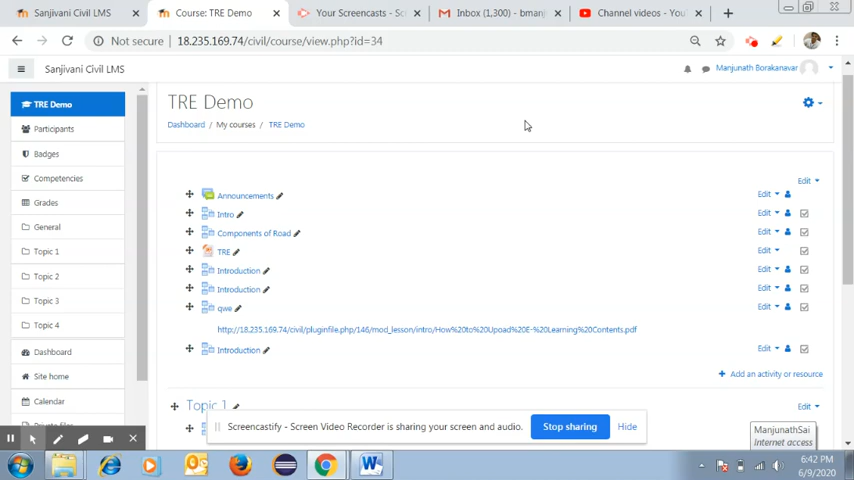 Sanjivani Civil LMS
Course: TRE Demo
Your Screencasts - Sc
Inbox (1,300) - bmanj
Channel videos - You
Not secure | 18.235.169.74/civil/course/view.php?id=34
Sanjivani Civil LMS
Manjunath Borakanavar
TRE Demo
Participants
Badges
Competencies
Grades
General
Topic 1
Topic 2
Topic 3
Topic 4
Dashboard
Site home
Calendar
Private files
TRE Demo
Dashboard / My courses / TRE Demo
Edit
Announcements
Edit
Intro
Edit
Components of Road
Edit
TRE
Edit
Introduction
Edit
Introduction
Edit
qwe
Edit
http://18.235.169.74/civil/pluginfile.php/146/mod_lesson/intro/How%20to%20Upoad%20E-%20Learning%20Contents.pdf
Introduction
Edit
+ Add an activity or resource
Topic 1
Edit
Screencastify - Screen Video Recorder is sharing your screen and audio.
Stop sharing
Hide
ManjunathSai
Internet access
6:42 PM
6/9/2020